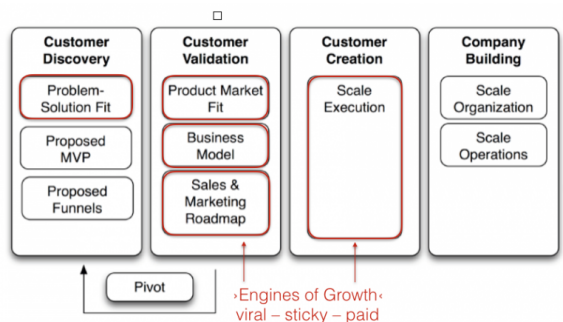 Customer
Discovery
Problem-
Solution Fit
Proposed
MVP
Proposed
Funnels
Customer
Validation
Product Market
Fit
Business
Model
Sales &
Marketing
Roadmap
Customer
Creation
Scale
Execution
Company
Building
Scale
Organization
Scale
Operations
Pivot
›Engines of Growth‹
viral – sticky – paid